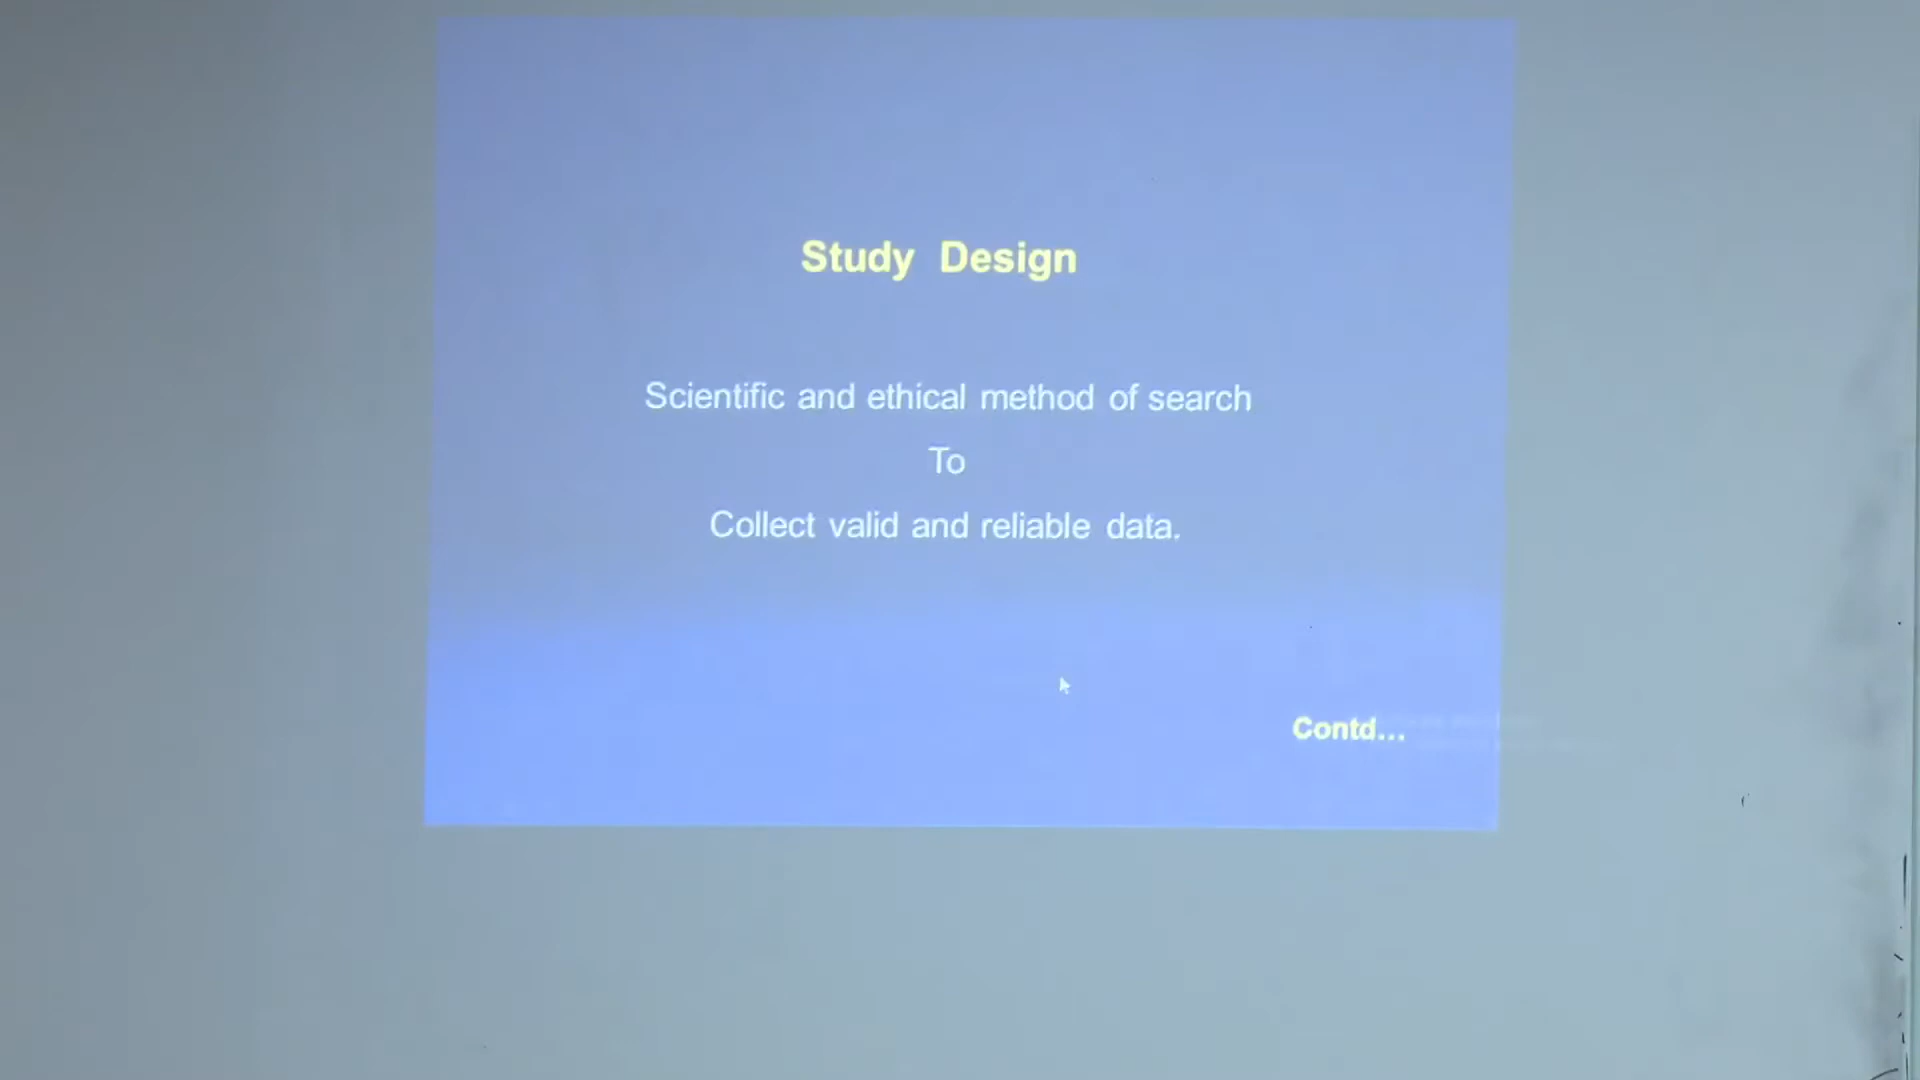 Study Design
Scientific and ethical method of search
To
Collect valid and reliable data.
Contd...